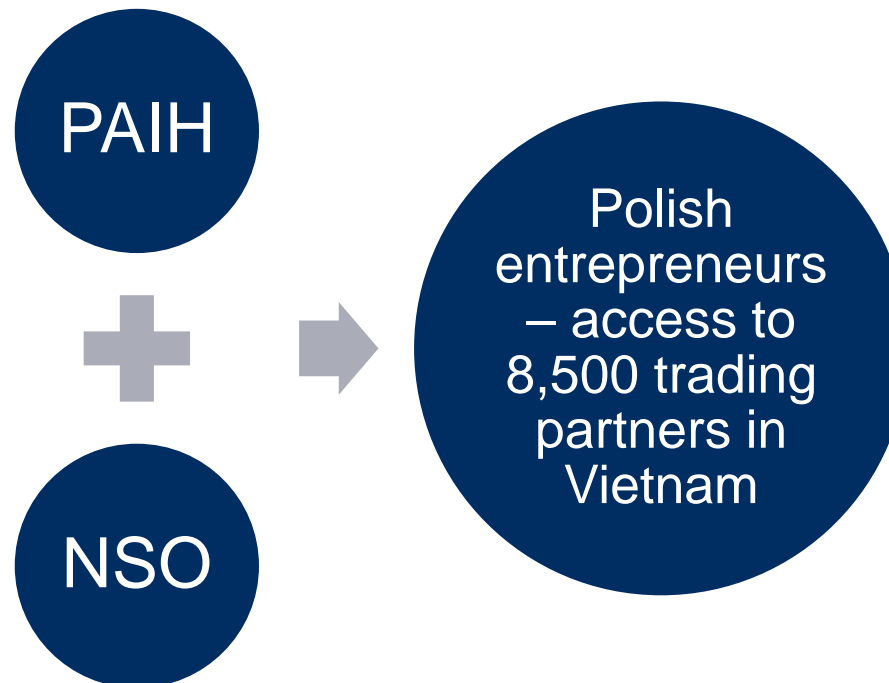 PAIH
NSO
Polish
entrepreneurs
– access to
8,500 trading
partners in
Vietnam